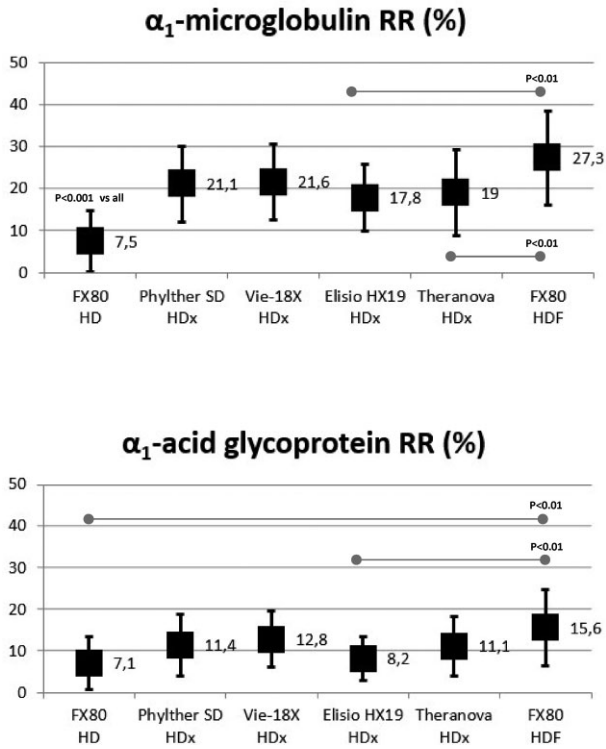 α1-microglobulin RR (%)
50
P<0.01
40
30
27,3
21,1
21,6
20
17,8
19
P<0.001 vs all
10
7,5
P<0.01
0
FX80 Phylther SD Vie-18X Elisio HX19 Theranova FX80
HD HDx HDx HDx HDx HDF
α1-acid glycoprotein RR (%)
50
P<0.01
40
P<0.01
30
20
15,6
11,4
12,8
11,1
10
7,1
8,2
0
FX80 Phylther SD Vie-18X Elisio HX19 Theranova FX80
HD HDx HDx HDx HDx HDF